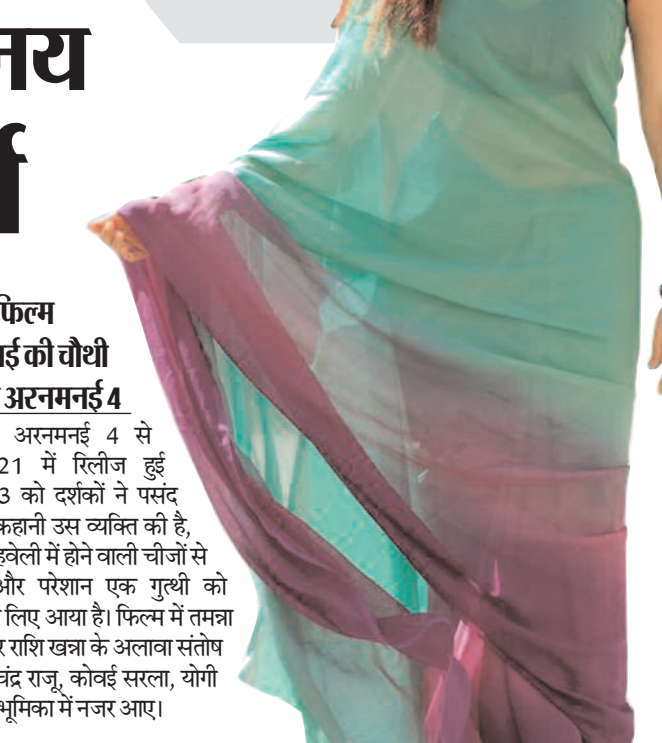 मय
फिल्म
ई की चौथी
अरनमनई 4
अरनमनई 4 से
21 में रिलीज हुई
3 को दर्शकों ने पसंद
कहानी उस व्यक्ति की है,
हवेली में होने वाली चीजों से
और परेशान एक गुत्थी को
लिए आया है। फिल्म में तमन्ना
राशि खन्ना के अलावा संतोष
चंद्र राजू, कोवई सरला, योगी
भूमिका में नजर आए।